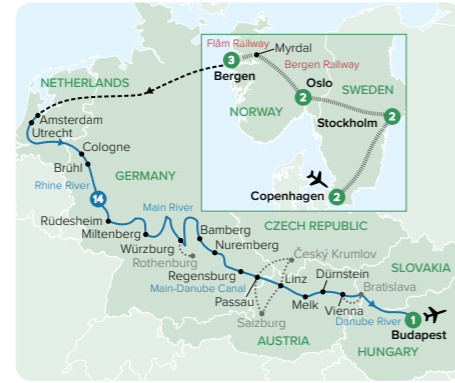 Flåm Railway
Myrdal
3
Bergen
Bergen Railway
NETHERLANDS
Oslo
SWEDEN
2
NORWAY
2
Stockholm
Amsterdam
Utrecht
Cologne
Brühl
GERMANY
Rhine River
14
Copenhagen
2
Main River
Rüdesheim
Miltenberg
Würzburg
Rothenburg
Bamberg
Nuremberg
CZECH REPUBLIC
Český Krumlov
Regensburg
Main-Danube Canal
Passau
Linz
Dürnstein
SLOVAKIA
Bratislava
Melk
Vienna
Danube River
1
Budapest
Salzburg
AUSTRIA
HUNGARY